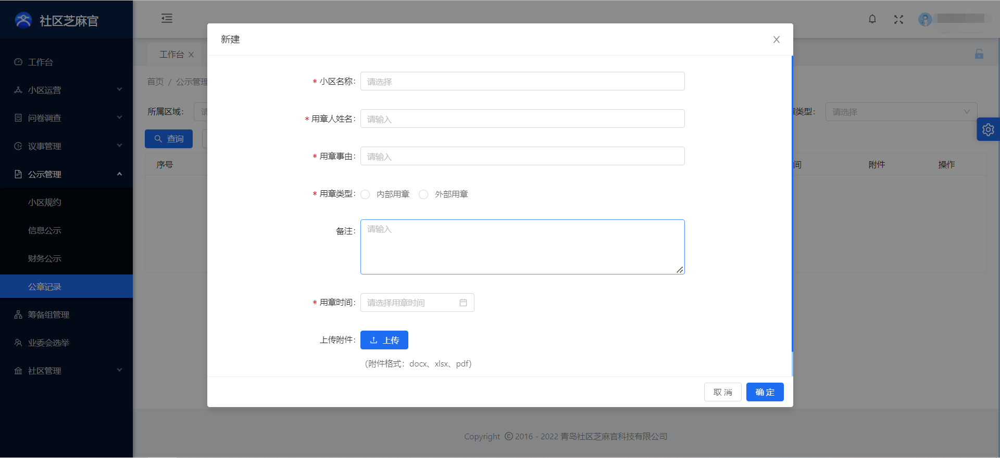 社区芝麻官
工作台
小区运营
问卷调查
议事管理
公示管理
小区规约
信息公示
财务公示
公章记录
筹备组管理
业委会选举
社区管理
工作台
首页 / 公示管理
所属区域：
请
章类型：
请选择
查询
序号
间
附件
操作
新建
* 小区名称：
请选择
* 用章人姓名：
请输入
* 用章事由：
请输入
* 用章类型：
内部用章
外部用章
备注：
请输入
* 用章时间：
请选择用章时间
上传附件：
上传
（附件格式：docx、xlsx、pdf）
取 消
确 定
Copyright © 2016 - 2022 青岛社区芝麻官科技有限公司